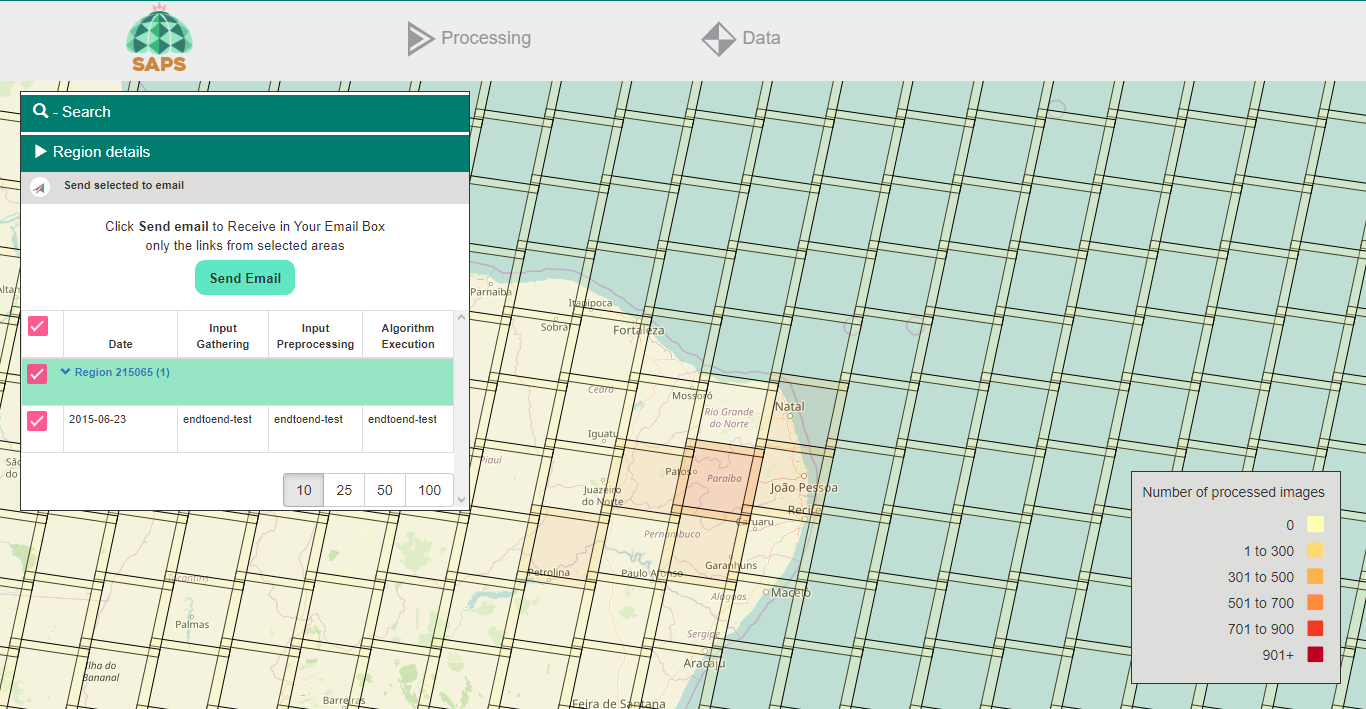 SAPS
Processing
Data
- Search
Region details
Send selected to email
Click Send email to Receive in Your Email Box
only the links from selected areas
Send Email
Date
Input
Gathering
Input
Preprocessing
Algorithm
Execution
Region 215065 (1)
2015-06-23
endtoend-test
endtoend-test
endtoend-test
10
25
50
100
Parnaíba
Itapipoca
Sobral
Fortaleza
Ceará
Mossoró
Natal
Rio Grande
do Norte
Iguatu
Piauí
Patos
Paraíba
Juazeiro
do Norte
João Pessoa
Recife
Caruaru
Pernambuco
Garanhuns
Petrolina
Paulo Afonso
Alagoas
Maceió
Tocantins
Palmas
Sergipe
Aracaju
Ilha do
Bananal
Barreiras
Feira de Santana
Number of processed images
0
1 to 300
301 to 500
501 to 700
701 to 900
901+